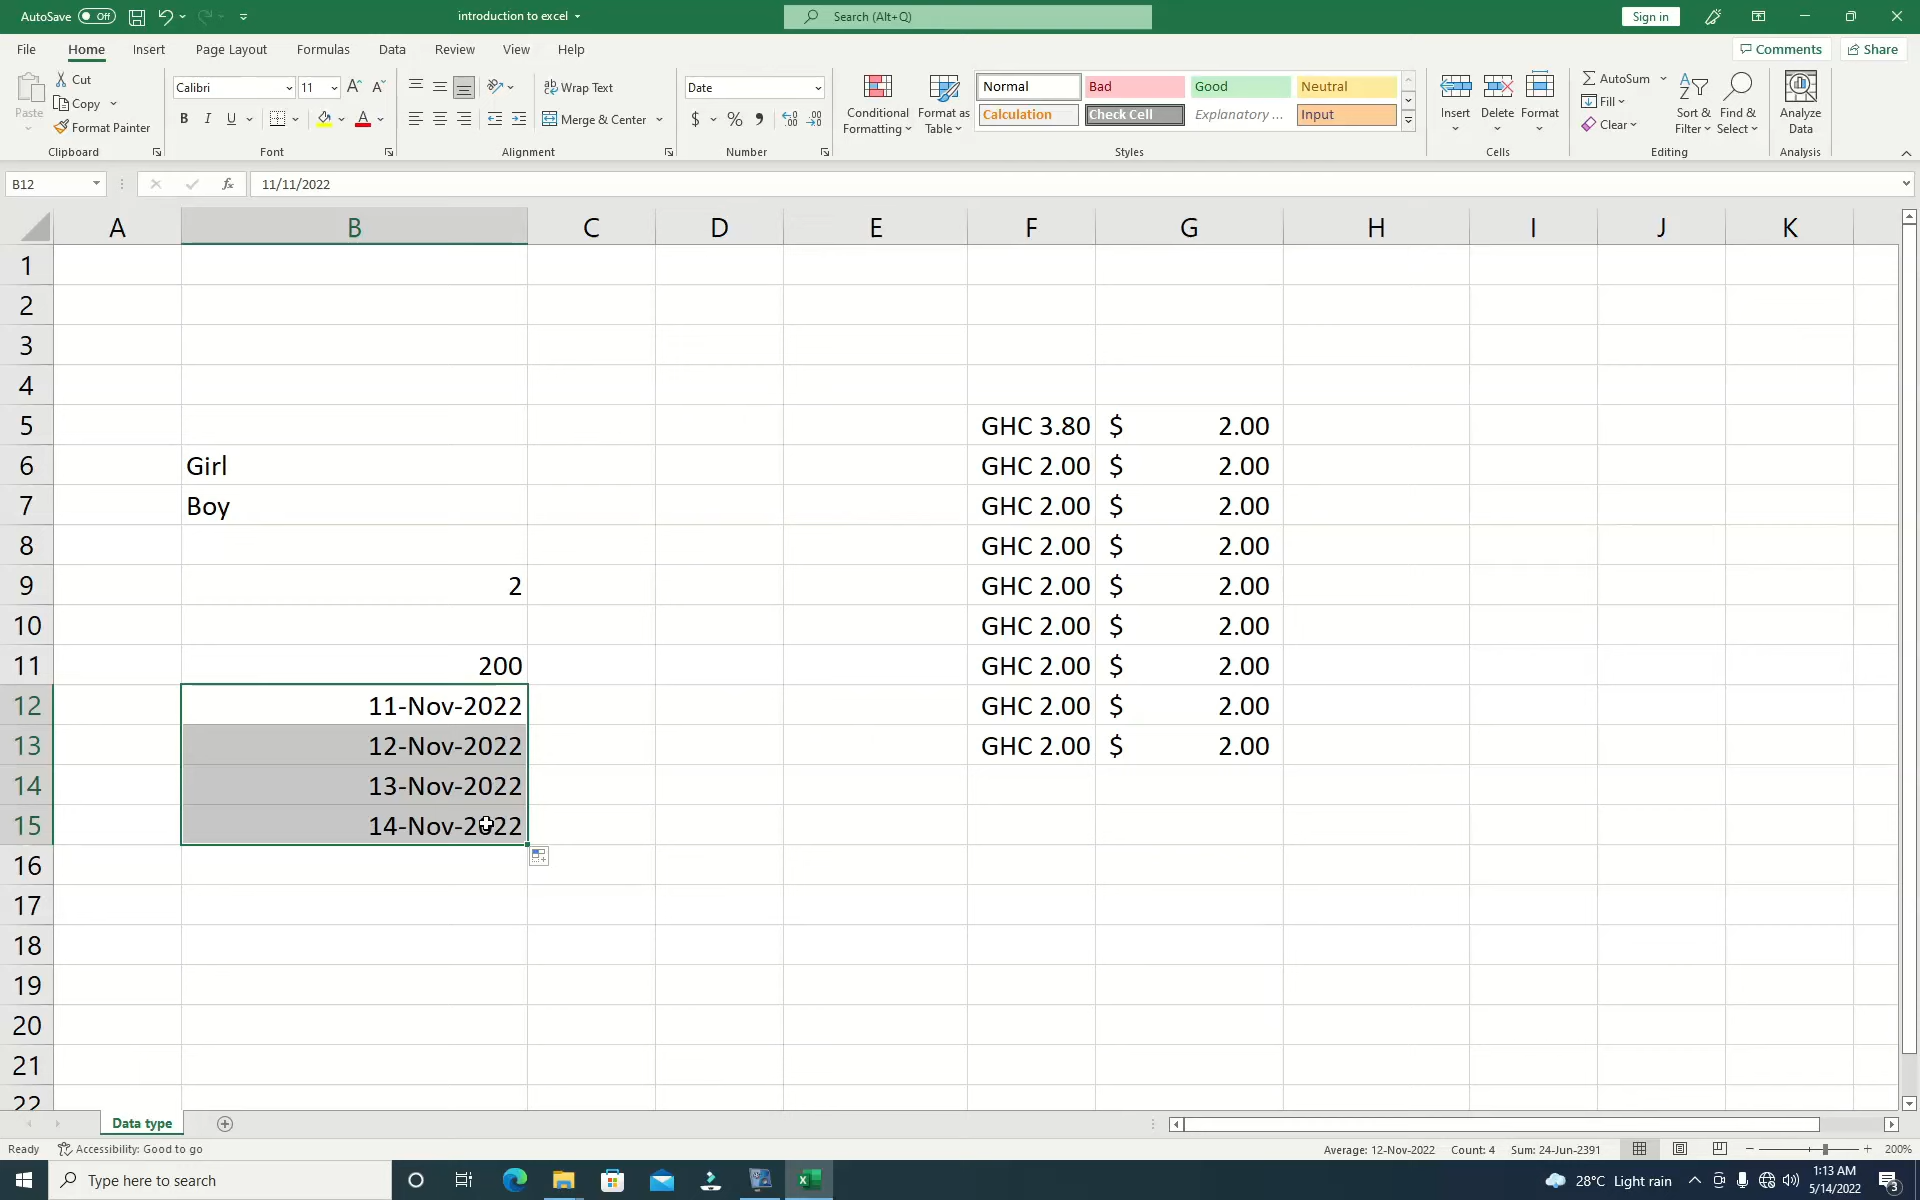 AutoSave Off introduction to excel Search (Alt+Q) Sign in
File Home Insert Page Layout Formulas Data Review View Help Comments Share
Paste Cut Copy Format Painter
Calibri 11 A A
B I U A
ab Wrap Text
Merge & Center
Date
$ % 9
Conditional Formatting
Format as Table
Normal Bad Good Neutral
Calculation Check Cell Explanatory ... Input
Insert Delete Format
AutoSum
Fill
Clear
Sort & Filter
Find & Select
Analyze Data
Clipboard Font Alignment Number Styles Cells Editing Analysis
B12 fx 11/11/2022
A B C D E F G H I J K
1
2
3
4
5 GHC 3.80 $ 2.00
6 Girl GHC 2.00 $ 2.00
7 Boy GHC 2.00 $ 2.00
8 GHC 2.00 $ 2.00
9 2 GHC 2.00 $ 2.00
10 GHC 2.00 $ 2.00
11 200 GHC 2.00 $ 2.00
12 11-Nov-2022 GHC 2.00 $ 2.00
13 12-Nov-2022 GHC 2.00 $ 2.00
14 13-Nov-2022
15 14-Nov-2022
16
17
18
19
20
21
22
Data type
Ready Accessibility: Good to go Average: 12-Nov-2022 Count: 4 Sum: 24-Jun-2391 200%
Type here to search 28°C Light rain 1:13 AM
5/14/2022 3